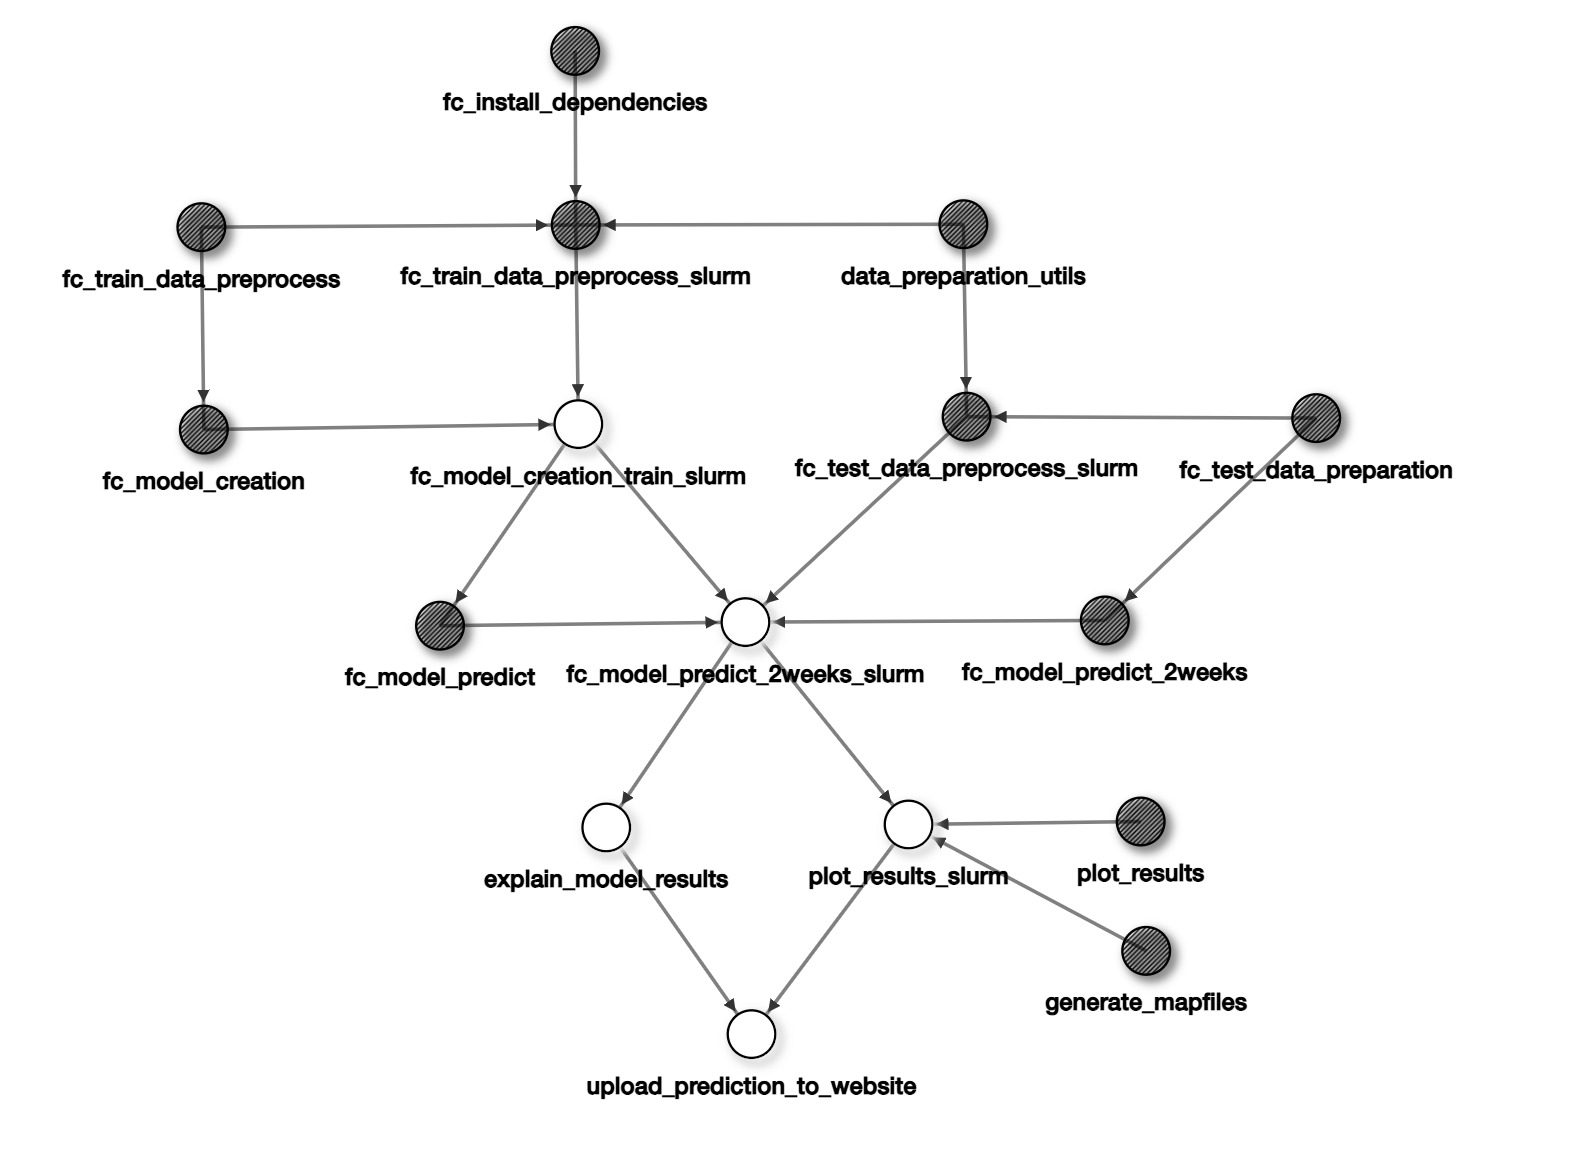 fc_install_dependencies
fc_train_data_preprocess
fc_train_data_preprocess_slurm
data_preparation_utils
fc_model_creation
fc_model_creation_train_slurm
fc_test_data_preprocess_slurm
fc_test_data_preparation
fc_model_predict
fc_model_predict_2weeks_slurm
fc_model_predict_2weeks
explain_model_results
plot_results_slurm
plot_results
generate_mapfiles
upload_prediction_to_website